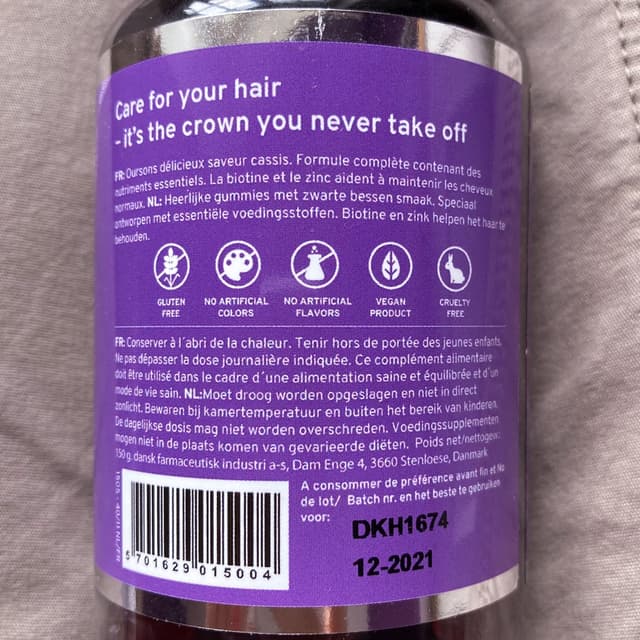 Care for your hair
- it's the crown you never take off
FR: Oursons délicieux saveur cassis. Formule complète contenant des
nutriments essentiels. La biotine et le zinc aident à maintenir les cheveux
normaux. NL: Heerlijke gummies met zwarte bessen smaak. Speciaal
ontworpen met essentiële voedingsstoffen. Biotine en zink helpen het haar te
behouden.
GLUTEN
FREE
NO ARTIFICIAL
COLORS
NO ARTIFICIAL
FLAVORS
VEGAN
PRODUCT
CRUELTY
FREE
FR: Conserver à l´abri de la chaleur. Tenir hors de portée des jeunes enfants.
Ne pas dépasser la dose journalière indiquée. Ce complément alimentaire
doit être utilisé dans le cadre d´une alimentation saine et équilibrée et d´un
mode de vie sain. NL:Moet droog worden opgeslagen en niet in direct
zonlicht. Bewaren bij kamertemperatuur en buiten het bereik van kinderen.
De dagelijkse dosis mag niet worden overschreden. Voedingssupplementen
mogen niet in de plaats komen van gevarieerde diëten. Poids net/nettogew.:
150 g. dansk farmaceutisk industri a-s, Dam Enge 4, 3660 Stenloese, Danmark
A consommer de préférence avant fin et No
de lot/ Batch nr. en het beste te gebruiken
voor:
DKH1674
12-2021
5 701629 015004